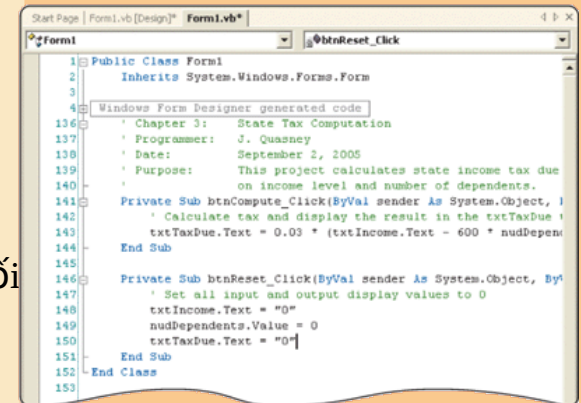 Start Page | Form1.vb [Design]* Form1.vb*
Form1 btnReset_Click
1 Public Class Form1
2 Inherits System.Windows.Forms.Form
3
4 Windows Form Designer generated code
136 ' Chapter 3: State Tax Computation
137 ' Programmer: J. Quasney
138 ' Date: September 2, 2005
139 ' Purpose: This project calculates state income tax due
140 ' on income level and number of dependents.
141 Private Sub btnCompute_Click(ByVal sender As System.Object,
142 ' Calculate tax and display the result in the txtTaxDue
143 txtTaxDue.Text = 0.03 * (txtIncome.Text - 600 * nudDepen
144 End Sub
145
ối
146 Private Sub btnReset_Click(ByVal sender As System.Object, ByV
147 ' Set all input and output display values to 0
148 txtIncome.Text = "0"
149 nudDependents.Value = 0
150 txtTaxDue.Text = "0"
151 End Sub
152 End Class
153